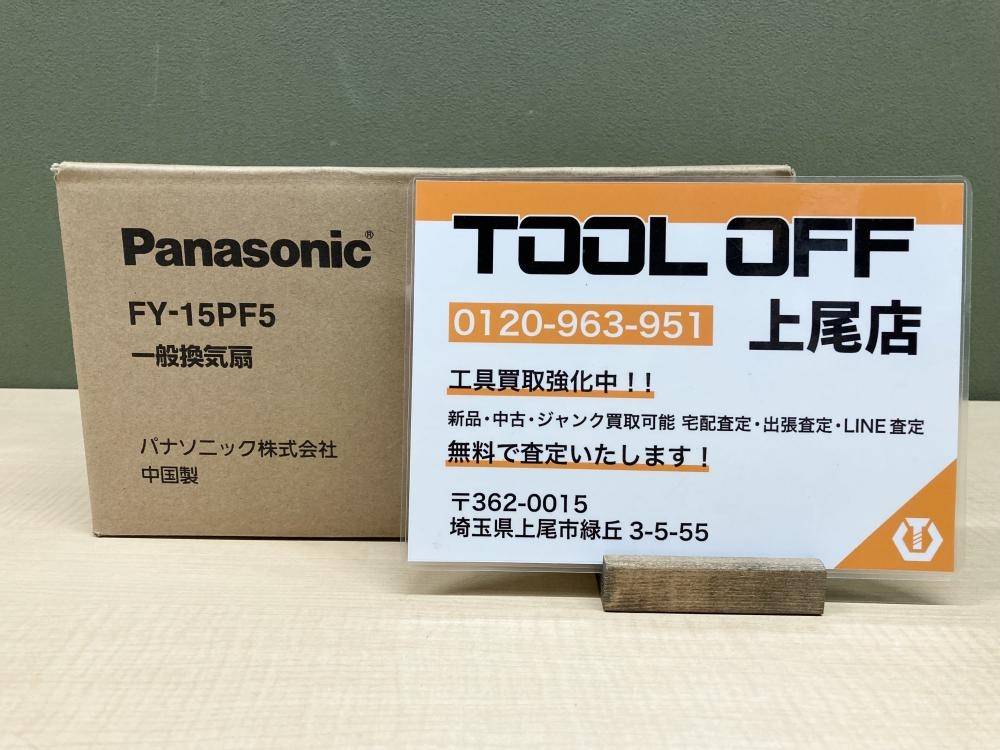 Panasonic®
FY-15PF5
一般換気扇
パナソニック株式会社
中国製
TOOL OFF
0120-963-951 上尾店
工具買取強化中！！
新品・中古・ジャンク買取可能 宅配査定・出張査定・LINE査定
無料で査定いたします！
〒362-0015
埼玉県上尾市緑丘 3-5-55